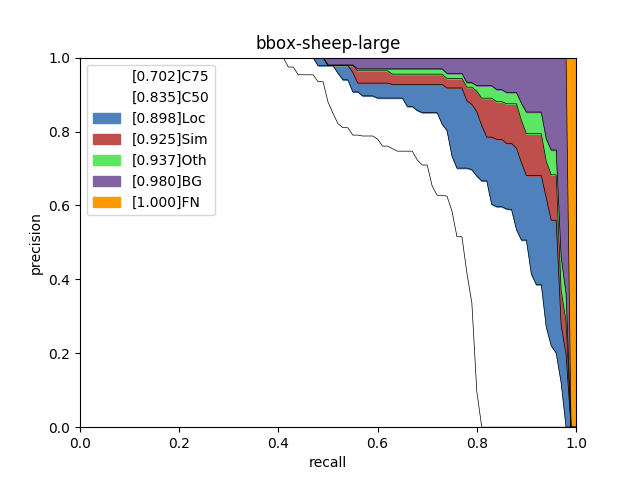 bbox-sheep-large
[0.702]C75
[0.835]C50
[0.898]Loc
[0.925]Sim
[0.937]Oth
[0.980]BG
[1.000]FN
precision
1.0
0.8
0.6
0.4
0.2
0.0
0.0 0.2 0.4 0.6 0.8 1.0
recall